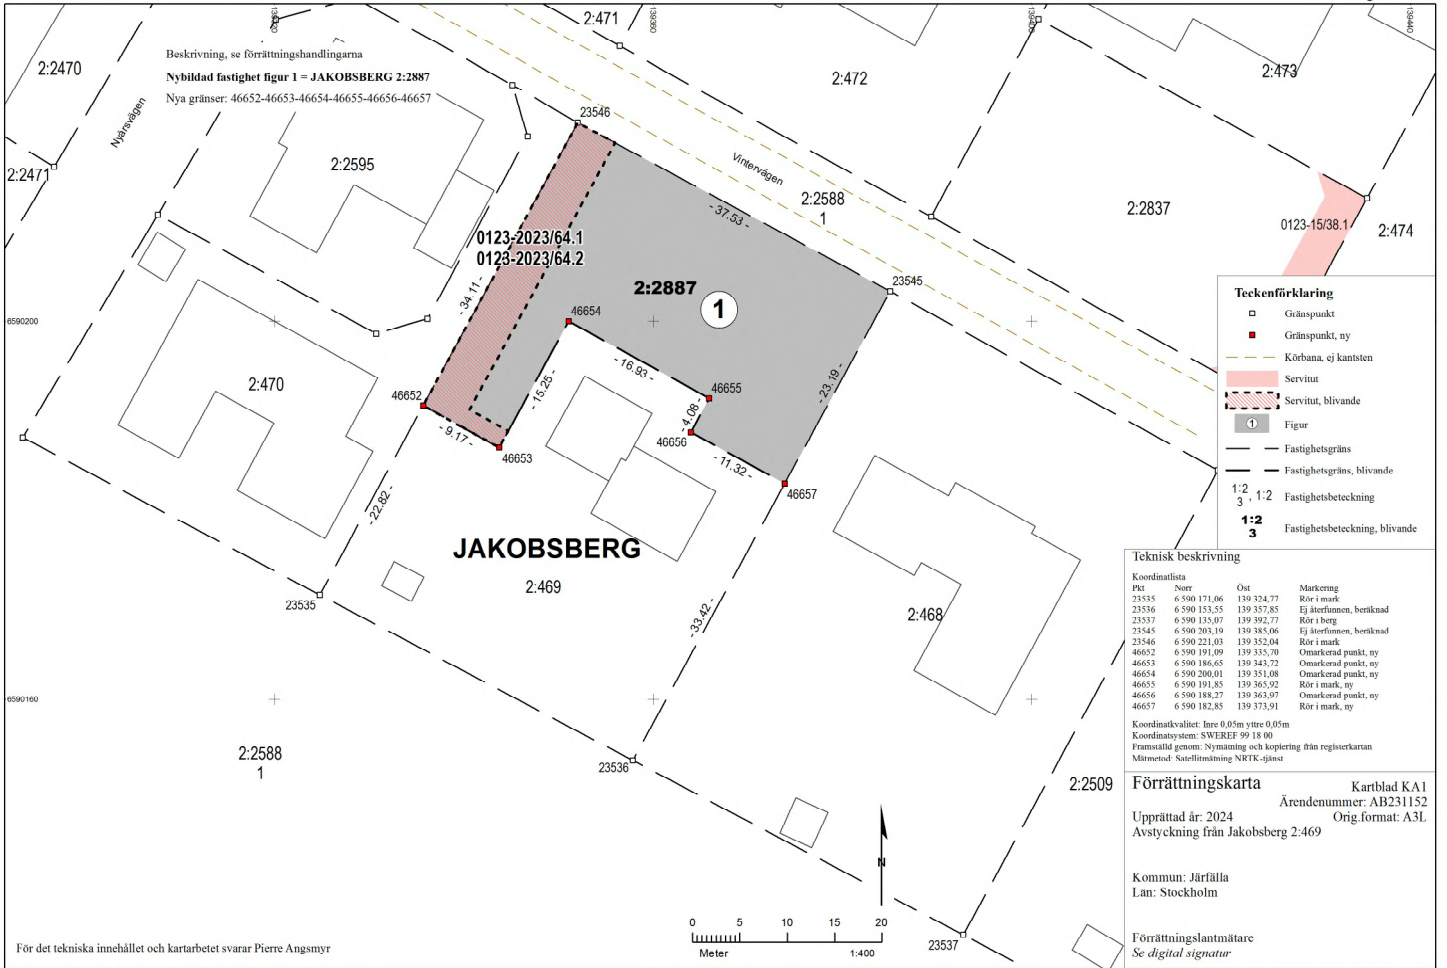 2:471
139320
139360
139400
139440
Beskrivning, se förrättningshandlingarna
Nybildad fastighet figur 1 = JAKOBSBERG 2:2887
Nya gränser: 46652-46653-46654-46655-46656-46657
2:2470
2:472
2:473
Nyårsvägen
23546
2:2595
2:2471
Vintervägen
2:2588
1
2:2837
0123-15/38.1
2:474
- 37.53 -
0123-2023/64.1
0123-2023/64.2
- 34.11 -
2:2887
1
23545
46654
6590200
- 16.93 -
- 15.25 -
- 23.19 -
2:470
46652
46655
- 4.08 -
46656
- 9.17 -
46653
- 11.32 -
46657
- 22.82 -
JAKOBSBERG
2:469
23535
- 33.42 -
2:468
6590160
2:2588
1
23536
2:2509
23537
N
0 5 10 15 20
Meter 1:400
För det tekniska innehållet och kartarbetet svarar Pierre Angsmyr
Teckenförklaring
Gränspunkt
Gränspunkt, ny
Körbana, ej kantsten
Servitut
Servitut, blivande
1 Figur
Fastighetsgräns
Fastighetsgräns, blivande
1:2
3 , 1:2 Fastighetsbeteckning
1:2
3 Fastighetsbeteckning, blivande
Teknisk beskrivning
Koordinatlista
Pkt Norr Öst Markering
23535 6 590 171,06 139 324,77 Rör i mark
23536 6 590 153,55 139 357,85 Ej återfunnen, beräknad
23537 6 590 135,07 139 392,77 Rör i berg
23545 6 590 203,19 139 385,06 Ej återfunnen, beräknad
23546 6 590 221,03 139 352,04 Rör i mark
46652 6 590 191,09 139 335,70 Omarkerad punkt, ny
46653 6 590 186,65 139 343,72 Omarkerad punkt, ny
46654 6 590 200,01 139 351,08 Omarkerad punkt, ny
46655 6 590 191,85 139 365,92 Rör i mark, ny
46656 6 590 188,27 139 363,97 Omarkerad punkt, ny
46657 6 590 182,85 139 373,91 Rör i mark, ny
Koordinatkvalitet: Inre 0,05m yttre 0,05m
Koordinatsystem: SWEREF 99 18 00
Framställd genom: Nymätning och kopiering från registerkartan
Mätmetod: Satellitmätning NRTK-tjänst
Förrättningskarta
Kartblad KA1
Ärendenummer: AB231152
Upprättad år: 2024 Orig.format: A3L
Avstyckning från Jakobsberg 2:469
Kommun: Järfälla
Län: Stockholm
Förrättningslantmätare
Se digital signatur